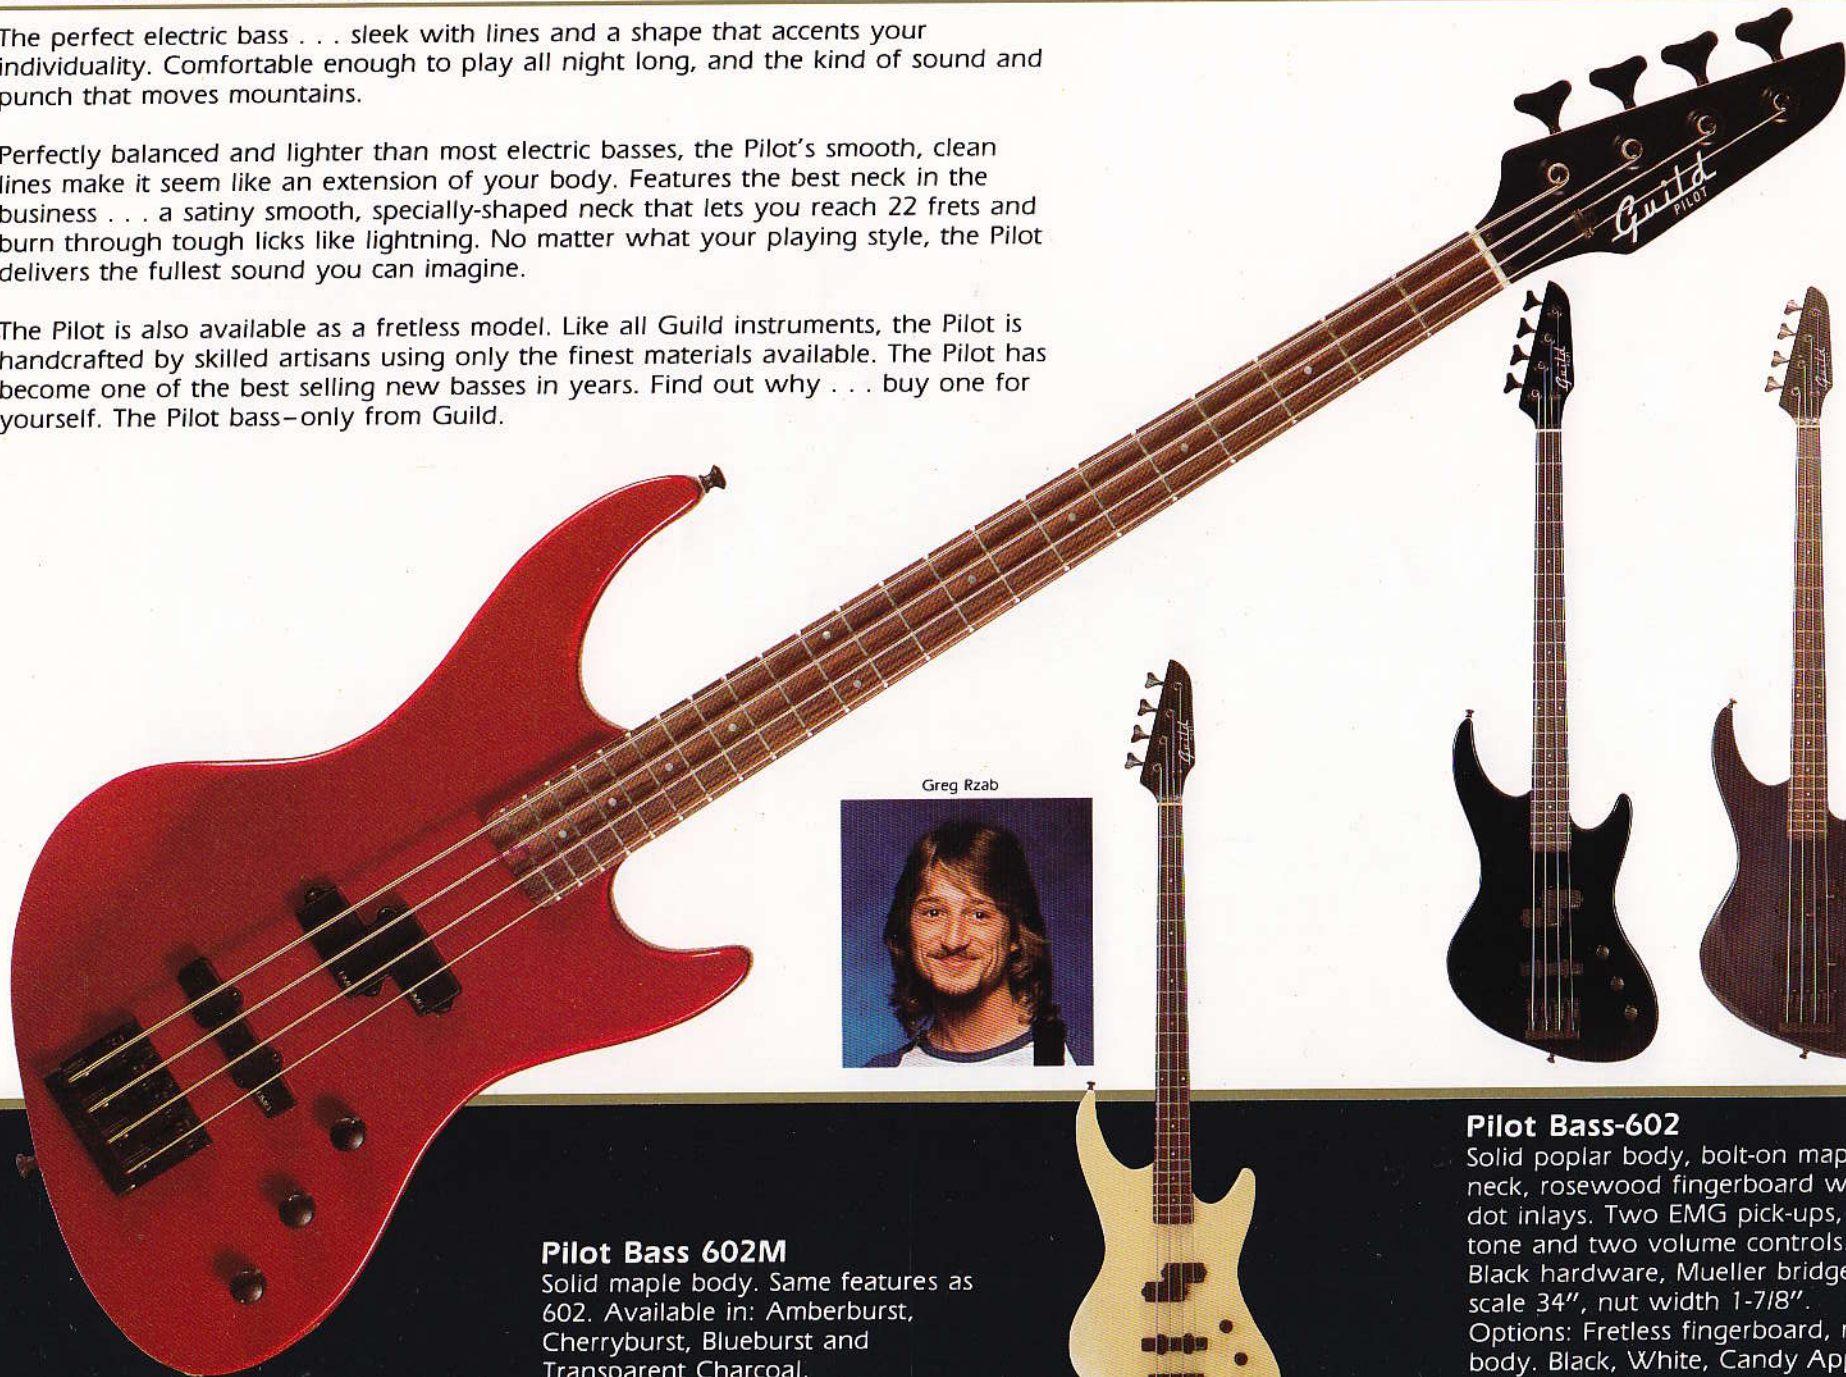 The perfect electric bass . . . sleek with lines and a shape that accents your
individuality. Comfortable enough to play all night long, and the kind of sound and
punch that moves mountains.
Perfectly balanced and lighter than most electric basses, the Pilot's smooth, clean
lines make it seem like an extension of your body. Features the best neck in the
business . . . a satiny smooth, specially-shaped neck that lets you reach 22 frets and
burn through tough licks like lightning. No matter what your playing style, the Pilot
delivers the fullest sound you can imagine.
The Pilot is also available as a fretless model. Like all Guild instruments, the Pilot is
handcrafted by skilled artisans using only the finest materials available. The Pilot has
become one of the best selling new basses in years. Find out why . . . buy one for
yourself. The Pilot bass–only from Guild.
Guild
PILOT
Guild
Guild
Guild
Greg Rzab
Pilot Bass 602M
Solid maple body. Same features as
602. Available in: Amberburst,
Cherryburst, Blueburst and
Transparent Charcoal.
Pilot Bass-602
Solid poplar body, bolt-on map
neck, rosewood fingerboard w
dot inlays. Two EMG pick-ups,
tone and two volume controls
Black hardware, Mueller bridge
scale 34″, nut width 1-7/8″.
Options: Fretless fingerboard,
body. Black, White, Candy Ap